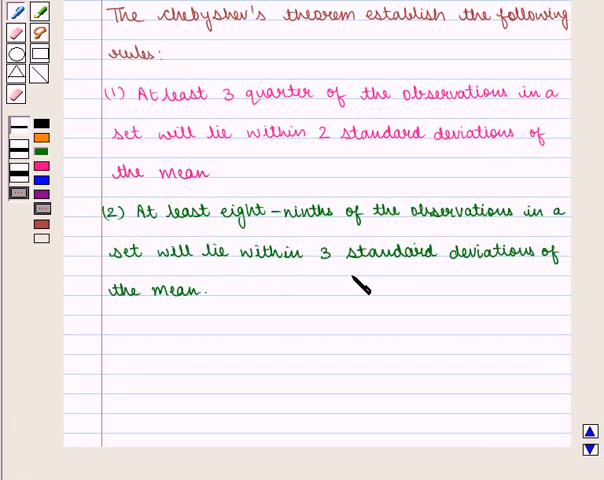 The chebyshev's theorem establish the following
rules:
(1) At least 3 quarter of the observations in a
set will lie within 2 standard deviations of
the mean
(2) At least eight-ninths of the observations in a
set will lie within 3 standard deviations of
the mean.